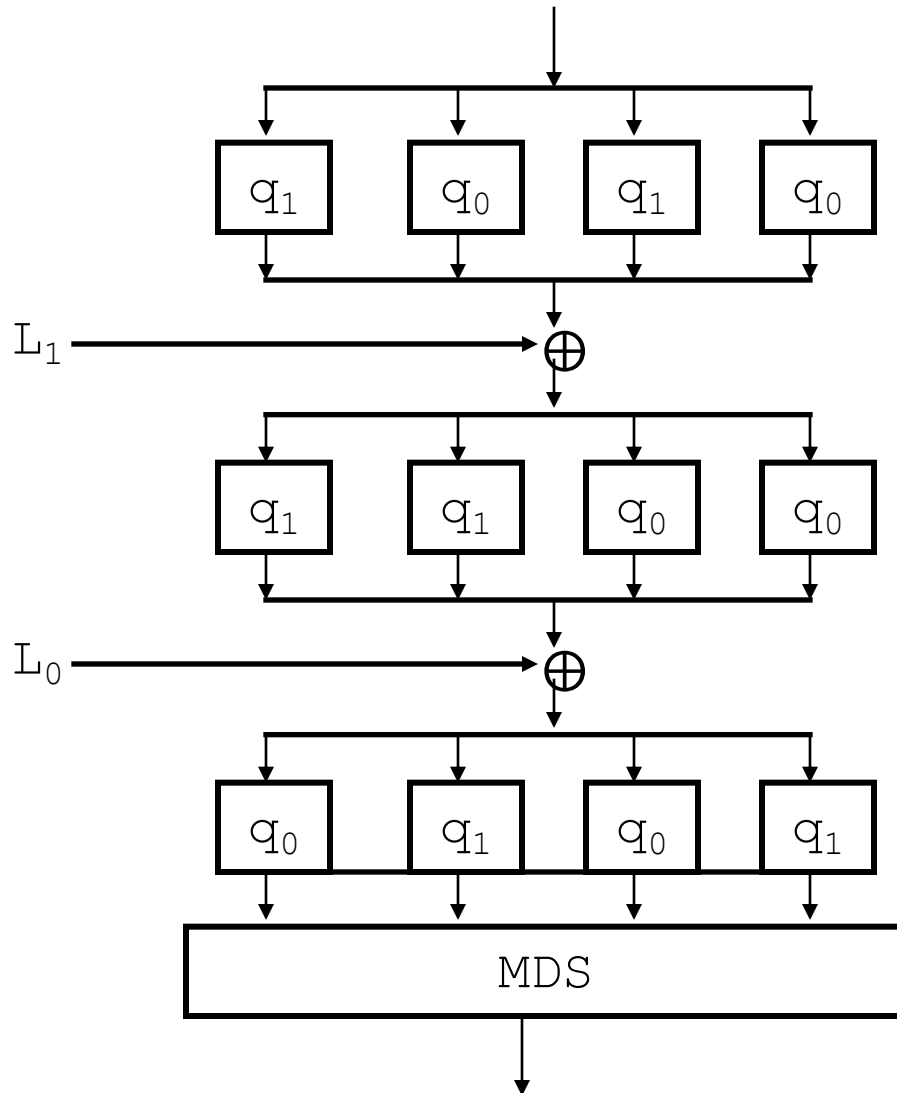 q₁ q₀ q₁ q₀
L₁
q₁ q₁ q₀ q₀
L₀
q₀ q₁ q₀ q₁
MDS